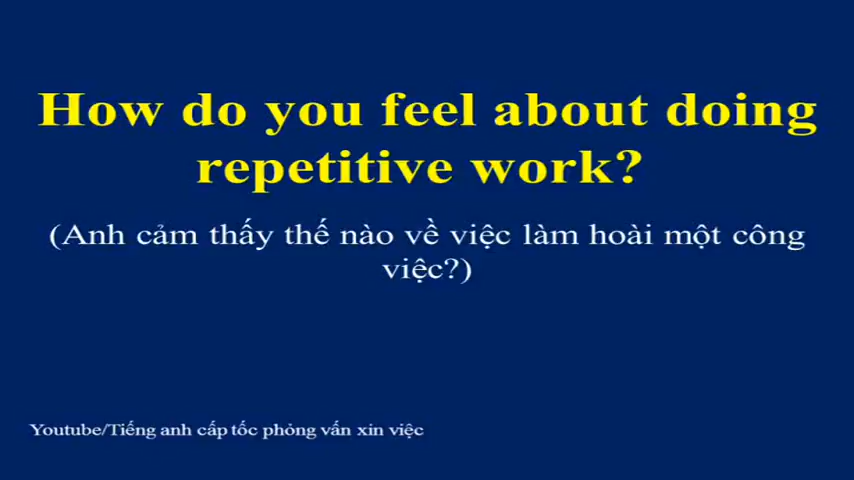 How do you feel about doing
repetitive work?
(Anh cảm thấy thế nào về việc làm hoài một công
việc?)
Youtube/Tiếng anh cấp tốc phỏng vấn xin việc